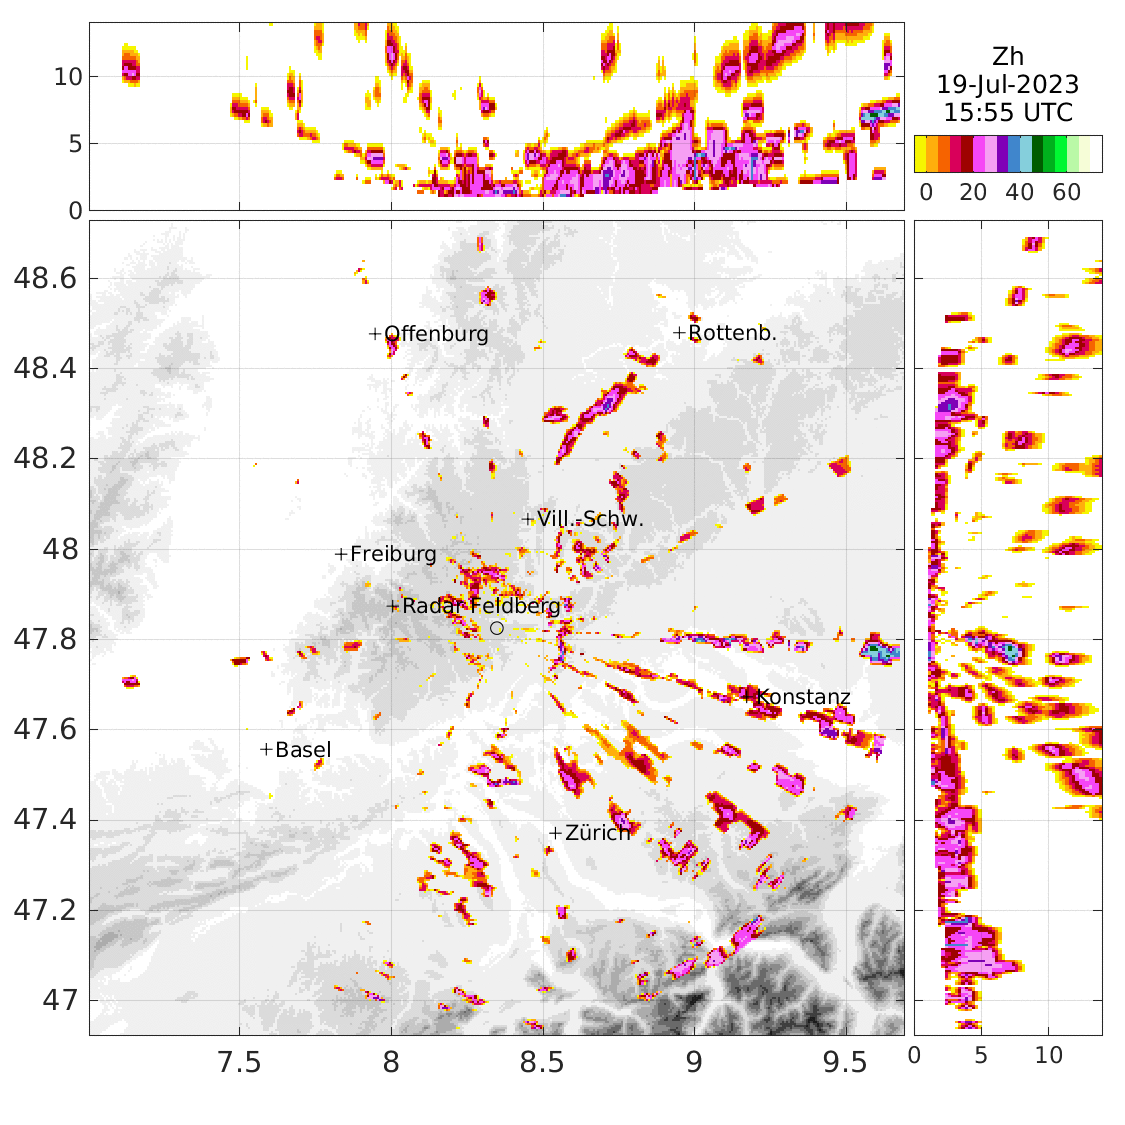 10
5
0
Zh
19-Jul-2023
15:55 UTC
0 20 40 60
48.6
48.4
48.2
48
47.8
47.6
47.4
47.2
47
+Offenburg
+Rottenb.
+Vill.-Schw.
+Freiburg
+Radar Feldberg
+Konstanz
+Basel
+Zürich
7.5 8 8.5 9 9.5
0 5 10